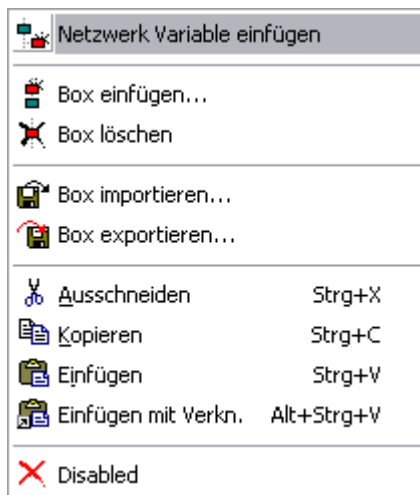 Netzwerk Variable einfügen
Box einfügen...
Box löschen
Box importieren...
Box exportieren...
Ausschneiden Strg+X
Kopieren Strg+C
Einfügen Strg+V
Einfügen mit Verkn. Alt+Strg+V
Disabled